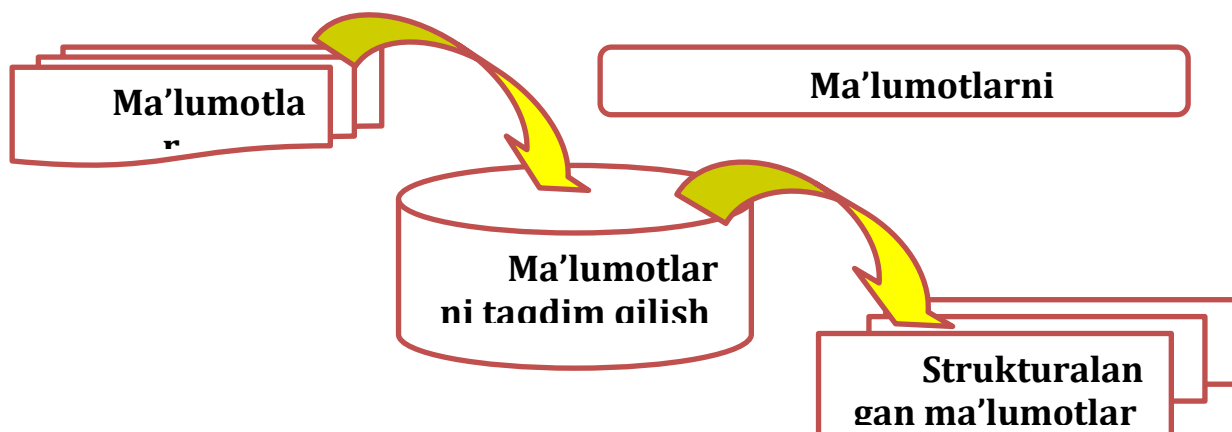 Ma’lumotla
r
Ma’lumotlarni
Ma’lumotlar
ni taqdim qilish
Strukturalan
gan ma’lumotlar